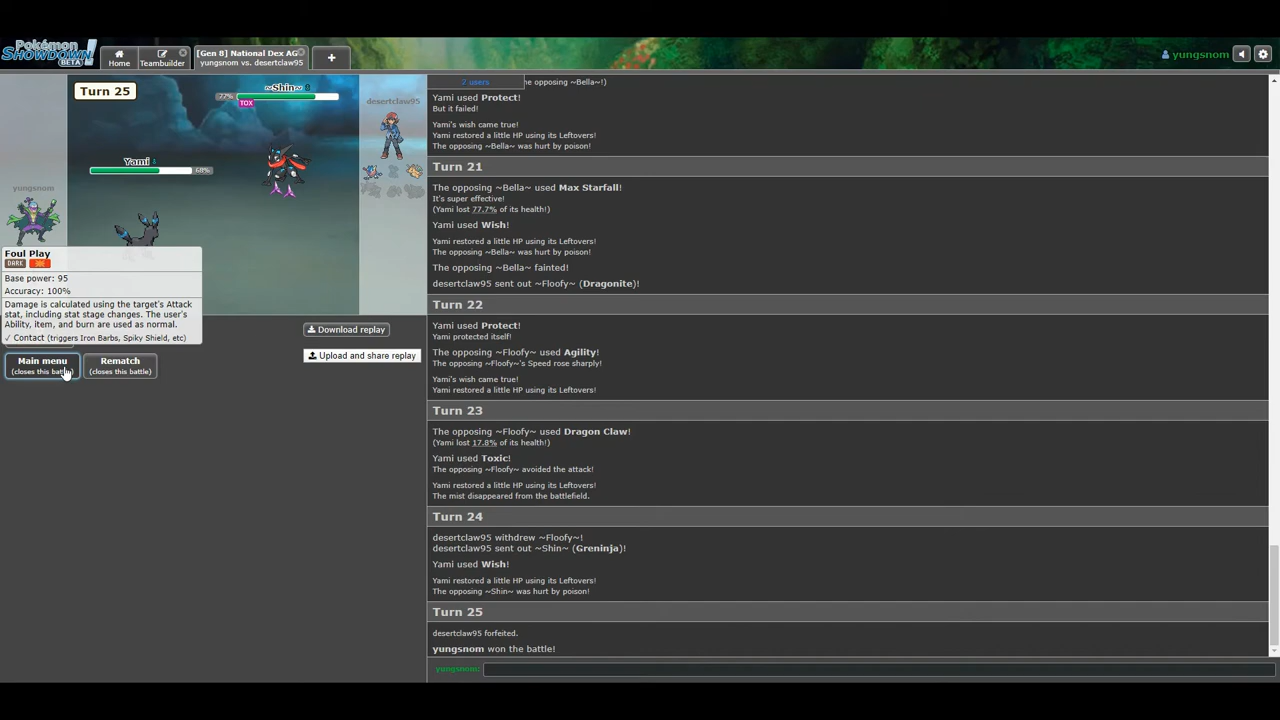 Pokémon
SHOWDOWN!
BETA
Home
Teambuilder
[Gen 8] National Dex AG
yungsnom vs. desertclaw95
+
yungsnom
Turn 25
~Shin~
77%
TOX
desertclaw95
Yami
68%
yungsnom
Foul Play
DARK
Base power: 95
Accuracy: 100%
Damage is calculated using the target's Attack
stat, including stat stage changes. The user's
Ability, item, and burn are used as normal.
✓ Contact (triggers Iron Barbs, Spiky Shield, etc)
Download replay
Upload and share replay
Main menu
(closes this battle)
Rematch
(closes this battle)
7 users
he opposing ~Bella~!)
Yami used Protect!
But it failed!
Yami's wish came true!
Yami restored a little HP using its Leftovers!
The opposing ~Bella~ was hurt by poison!
Turn 21
The opposing ~Bella~ used Max Starfall!
It's super effective!
(Yami lost 77.7% of its health!)
Yami used Wish!
Yami restored a little HP using its Leftovers!
The opposing ~Bella~ was hurt by poison!
The opposing ~Bella~ fainted!
desertclaw95 sent out ~Floofy~ (Dragonite)!
Turn 22
Yami used Protect!
Yami protected itself!
The opposing ~Floofy~ used Agility!
The opposing ~Floofy~'s Speed rose sharply!
Yami's wish came true!
Yami restored a little HP using its Leftovers!
Turn 23
The opposing ~Floofy~ used Dragon Claw!
(Yami lost 17.8% of its health!)
Yami used Toxic!
The opposing ~Floofy~ avoided the attack!
Yami restored a little HP using its Leftovers!
The mist disappeared from the battlefield.
Turn 24
desertclaw95 withdrew ~Floofy~!
desertclaw95 sent out ~Shin~ (Greninja)!
Yami used Wish!
Yami restored a little HP using its Leftovers!
The opposing ~Shin~ was hurt by poison!
Turn 25
desertclaw95 forfeited.
yungsnom won the battle!
yungsnom: